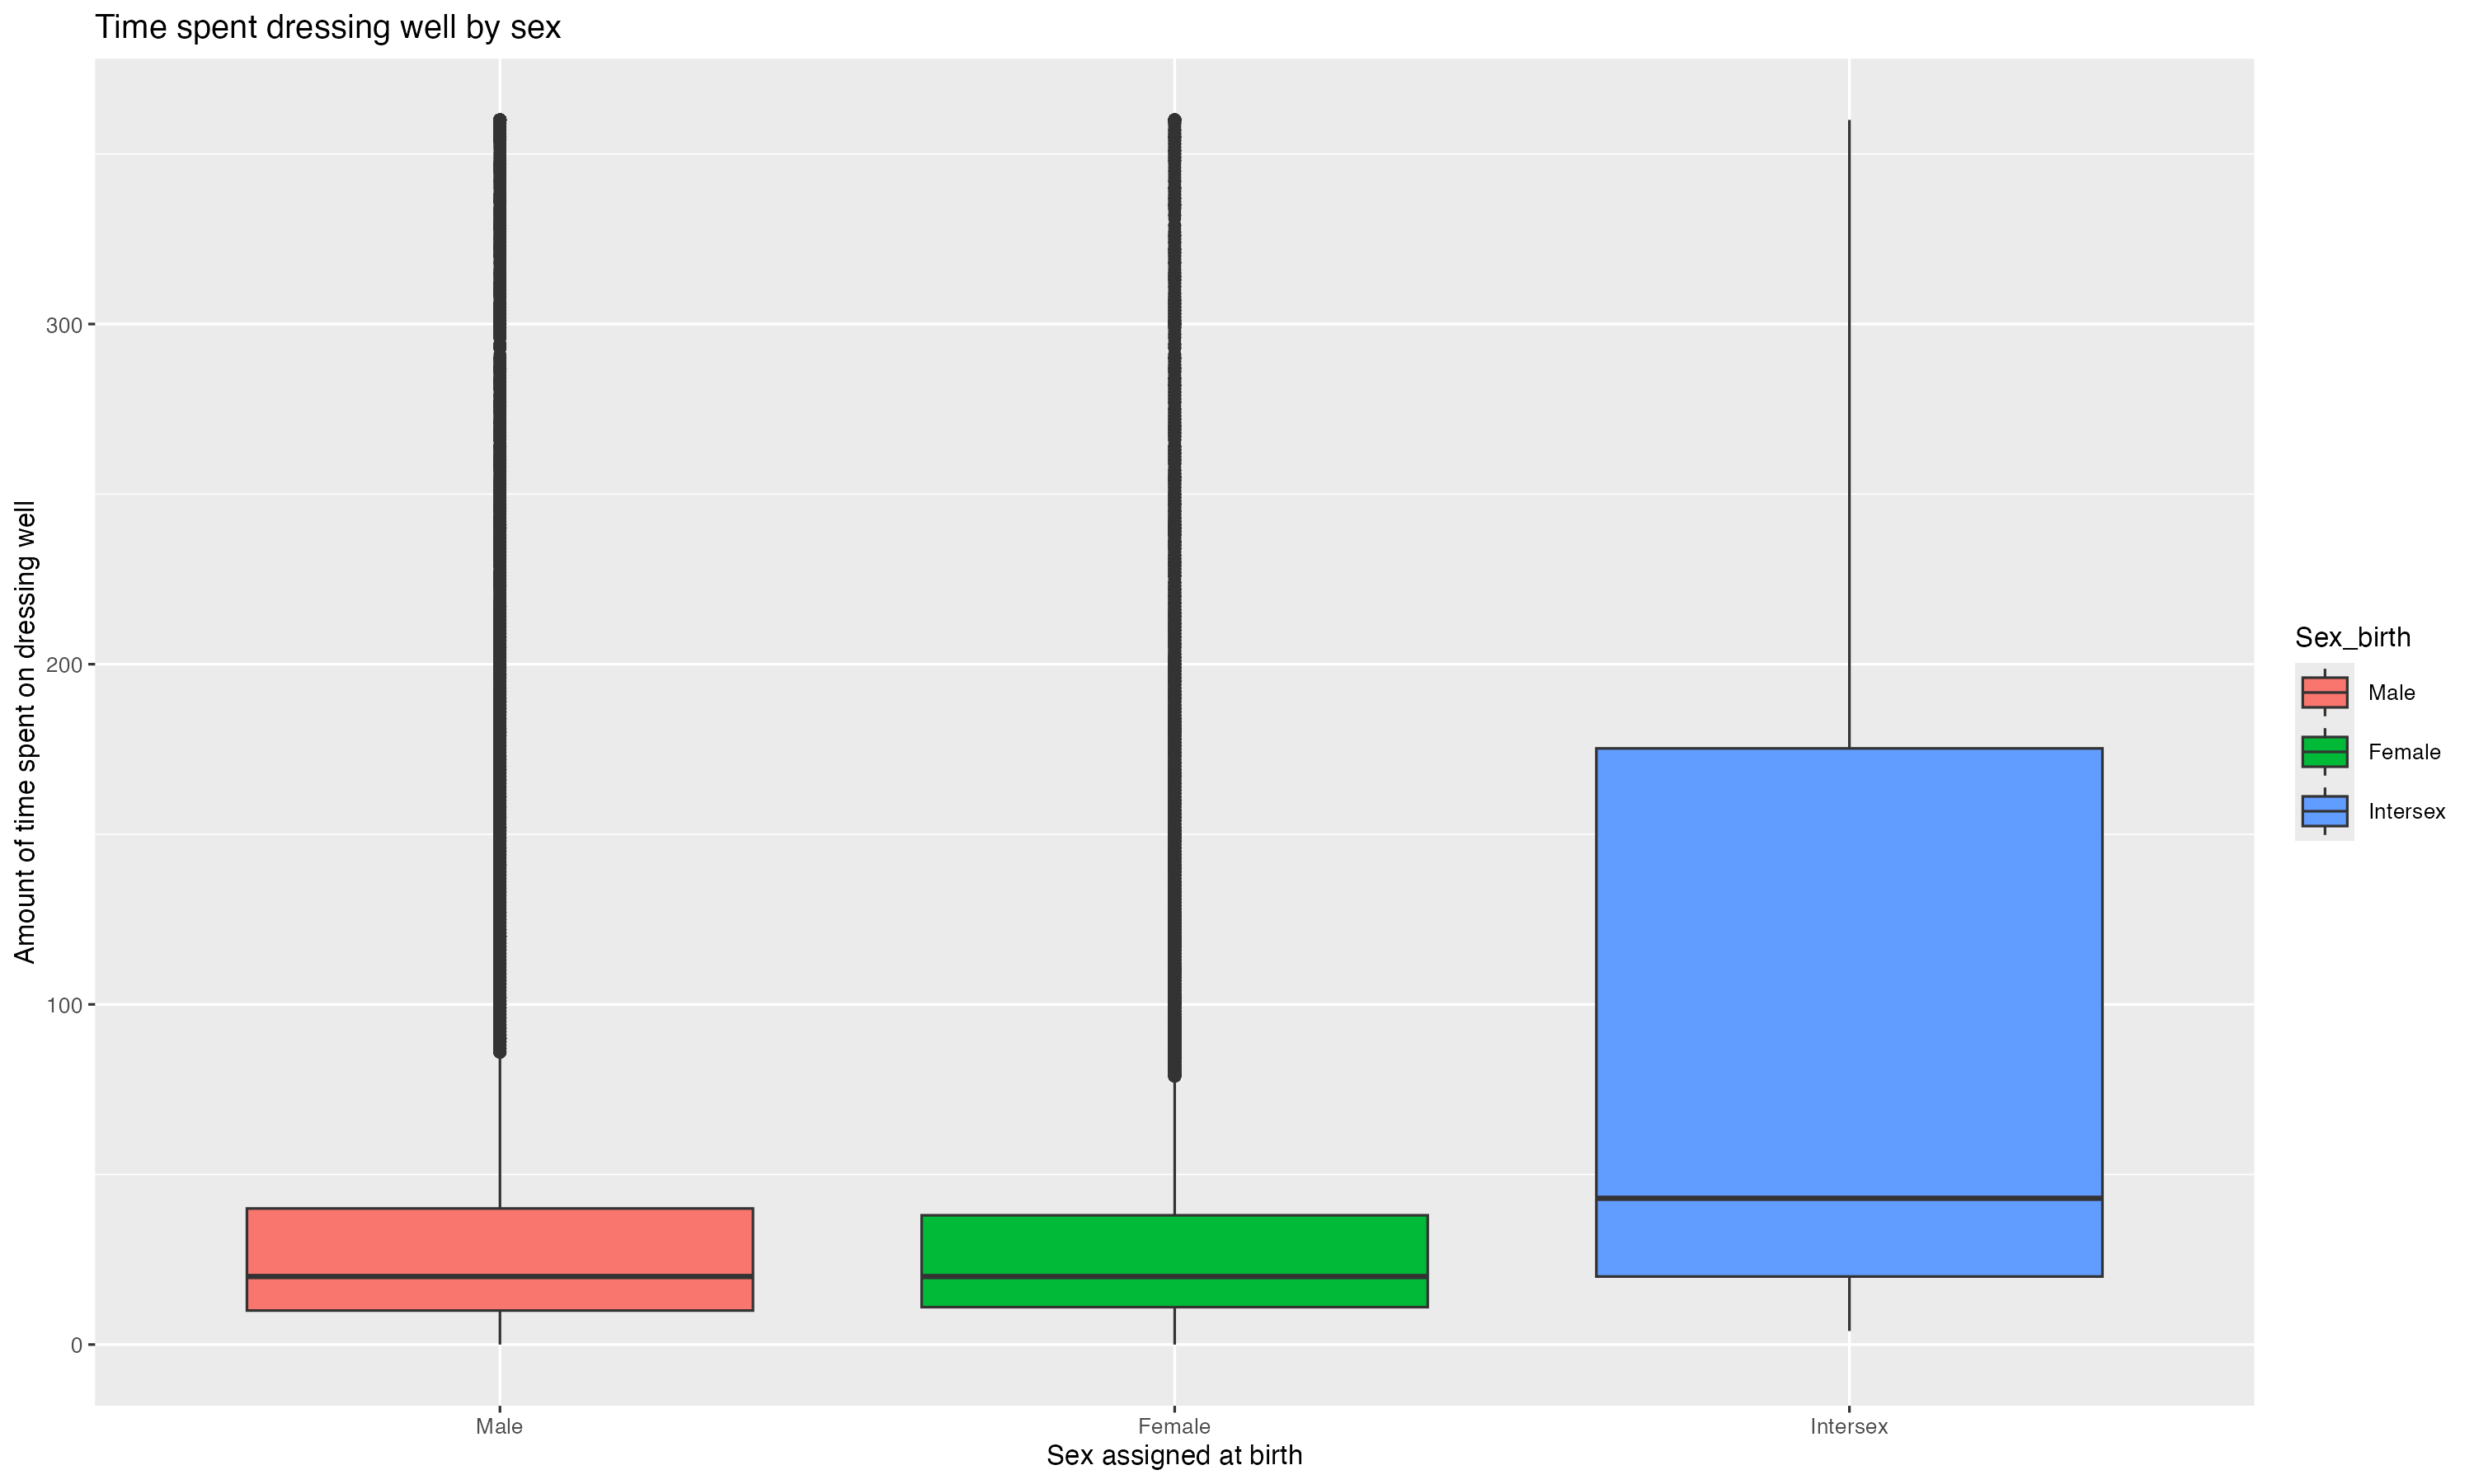 Time spent dressing well by sex
Amount of time spent on dressing well
300
200
100
0
Male
Female
Intersex
Sex assigned at birth
Sex_birth
Male
Female
Intersex